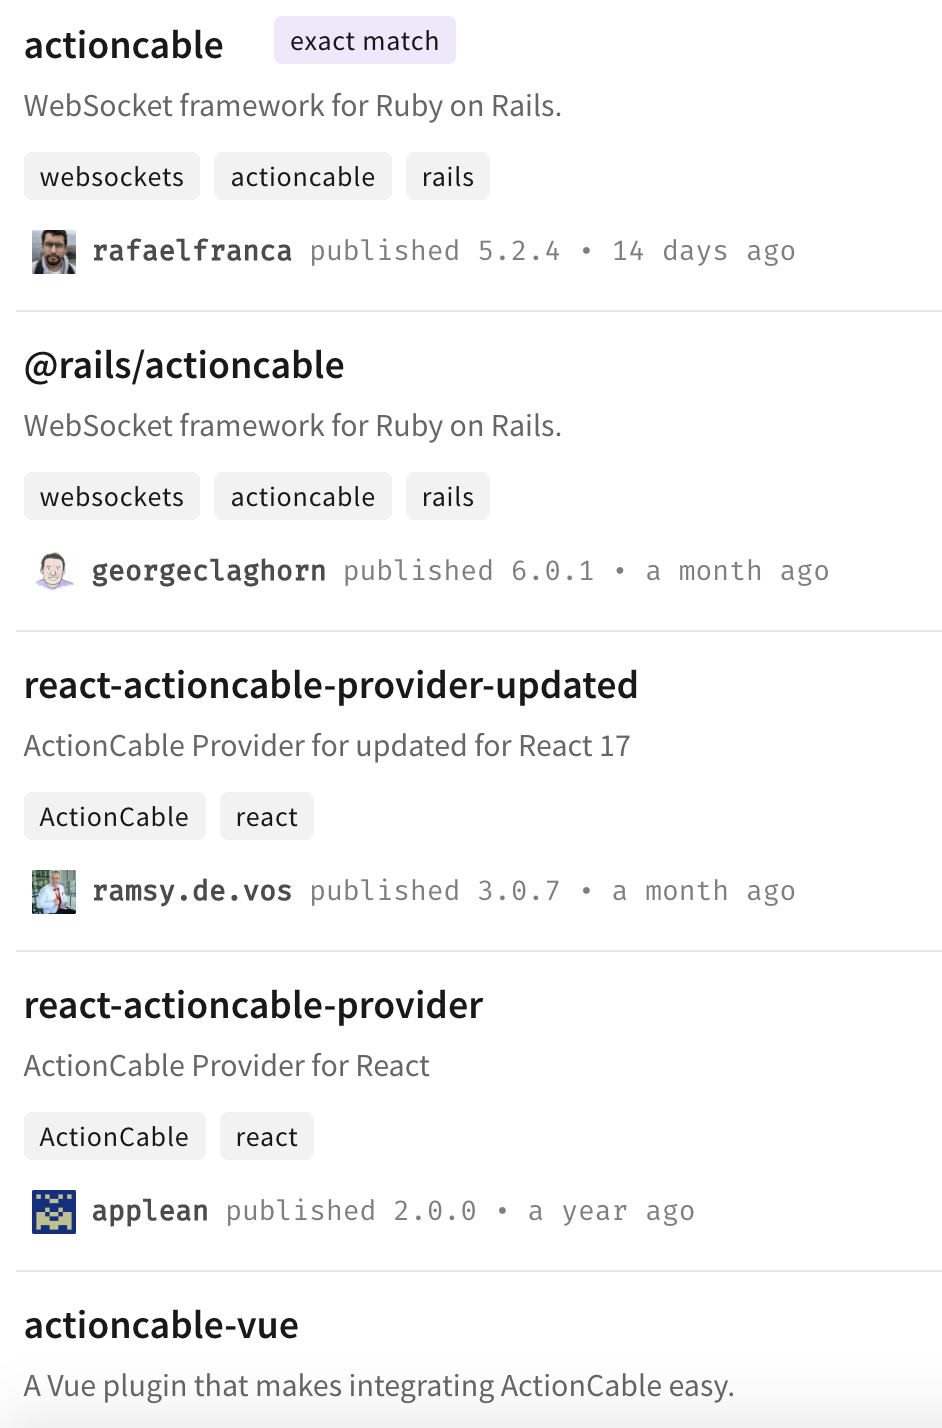 actioncable exact match
WebSocket framework for Ruby on Rails.
websockets actioncable rails
rafaelfranca published 5.2.4 • 14 days ago
@rails/actioncable
WebSocket framework for Ruby on Rails.
websockets actioncable rails
georgeclaghorn published 6.0.1 • a month ago
react-actioncable-provider-updated
ActionCable Provider for updated for React 17
ActionCable react
ramsy.de.vos published 3.0.7 • a month ago
react-actioncable-provider
ActionCable Provider for React
ActionCable react
applean published 2.0.0 • a year ago
actioncable-vue
A Vue plugin that makes integrating ActionCable easy.